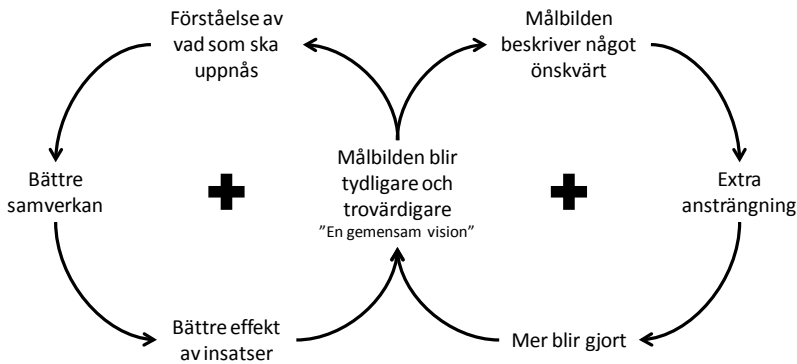 Förståelse av
vad som ska
uppnås
Målbilden
beskriver något
önskvärt
Bättre
samverkan
Målbilden blir
tydligare och
trovärdigare
"En gemensam vision"
Extra
ansträngning
Bättre effekt
av insatser
Mer blir gjort